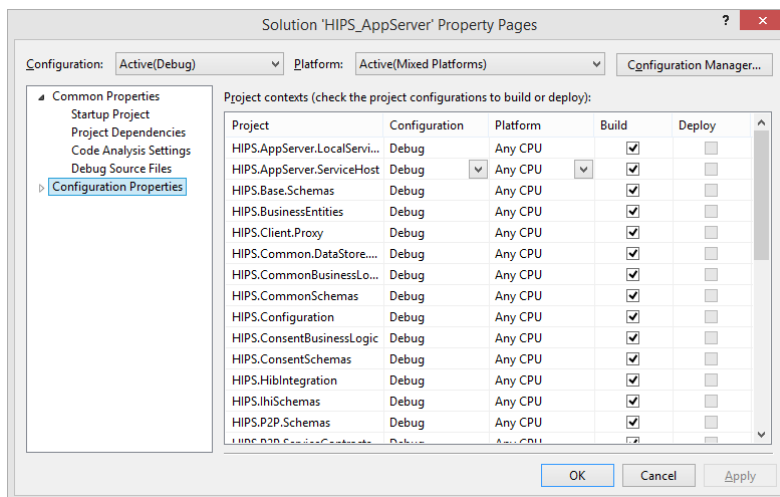 Solution 'HIPS_AppServer' Property Pages
? ×
Configuration: Active(Debug) Platform: Active(Mixed Platforms) Configuration Manager...
Common Properties
Startup Project
Project Dependencies
Code Analysis Settings
Debug Source Files
Configuration Properties
Project contexts (check the project configurations to build or deploy):
Project Configuration Platform Build Deploy
HIPS.AppServer.LocalServi... Debug Any CPU
HIPS.AppServer.ServiceHost Debug Any CPU
HIPS.Base.Schemas Debug Any CPU
HIPS.BusinessEntities Debug Any CPU
HIPS.Client.Proxy Debug Any CPU
HIPS.Common.DataStore.... Debug Any CPU
HIPS.CommonBusinessLo... Debug Any CPU
HIPS.CommonSchemas Debug Any CPU
HIPS.Configuration Debug Any CPU
HIPS.ConsentBusinessLogic Debug Any CPU
HIPS.ConsentSchemas Debug Any CPU
HIPS.HibIntegration Debug Any CPU
HIPS.IhiSchemas Debug Any CPU
HIPS.P2P.Schemas Debug Any CPU
HIPS.P2P.ServiceContracts Debug Any CPU
OK Cancel Apply